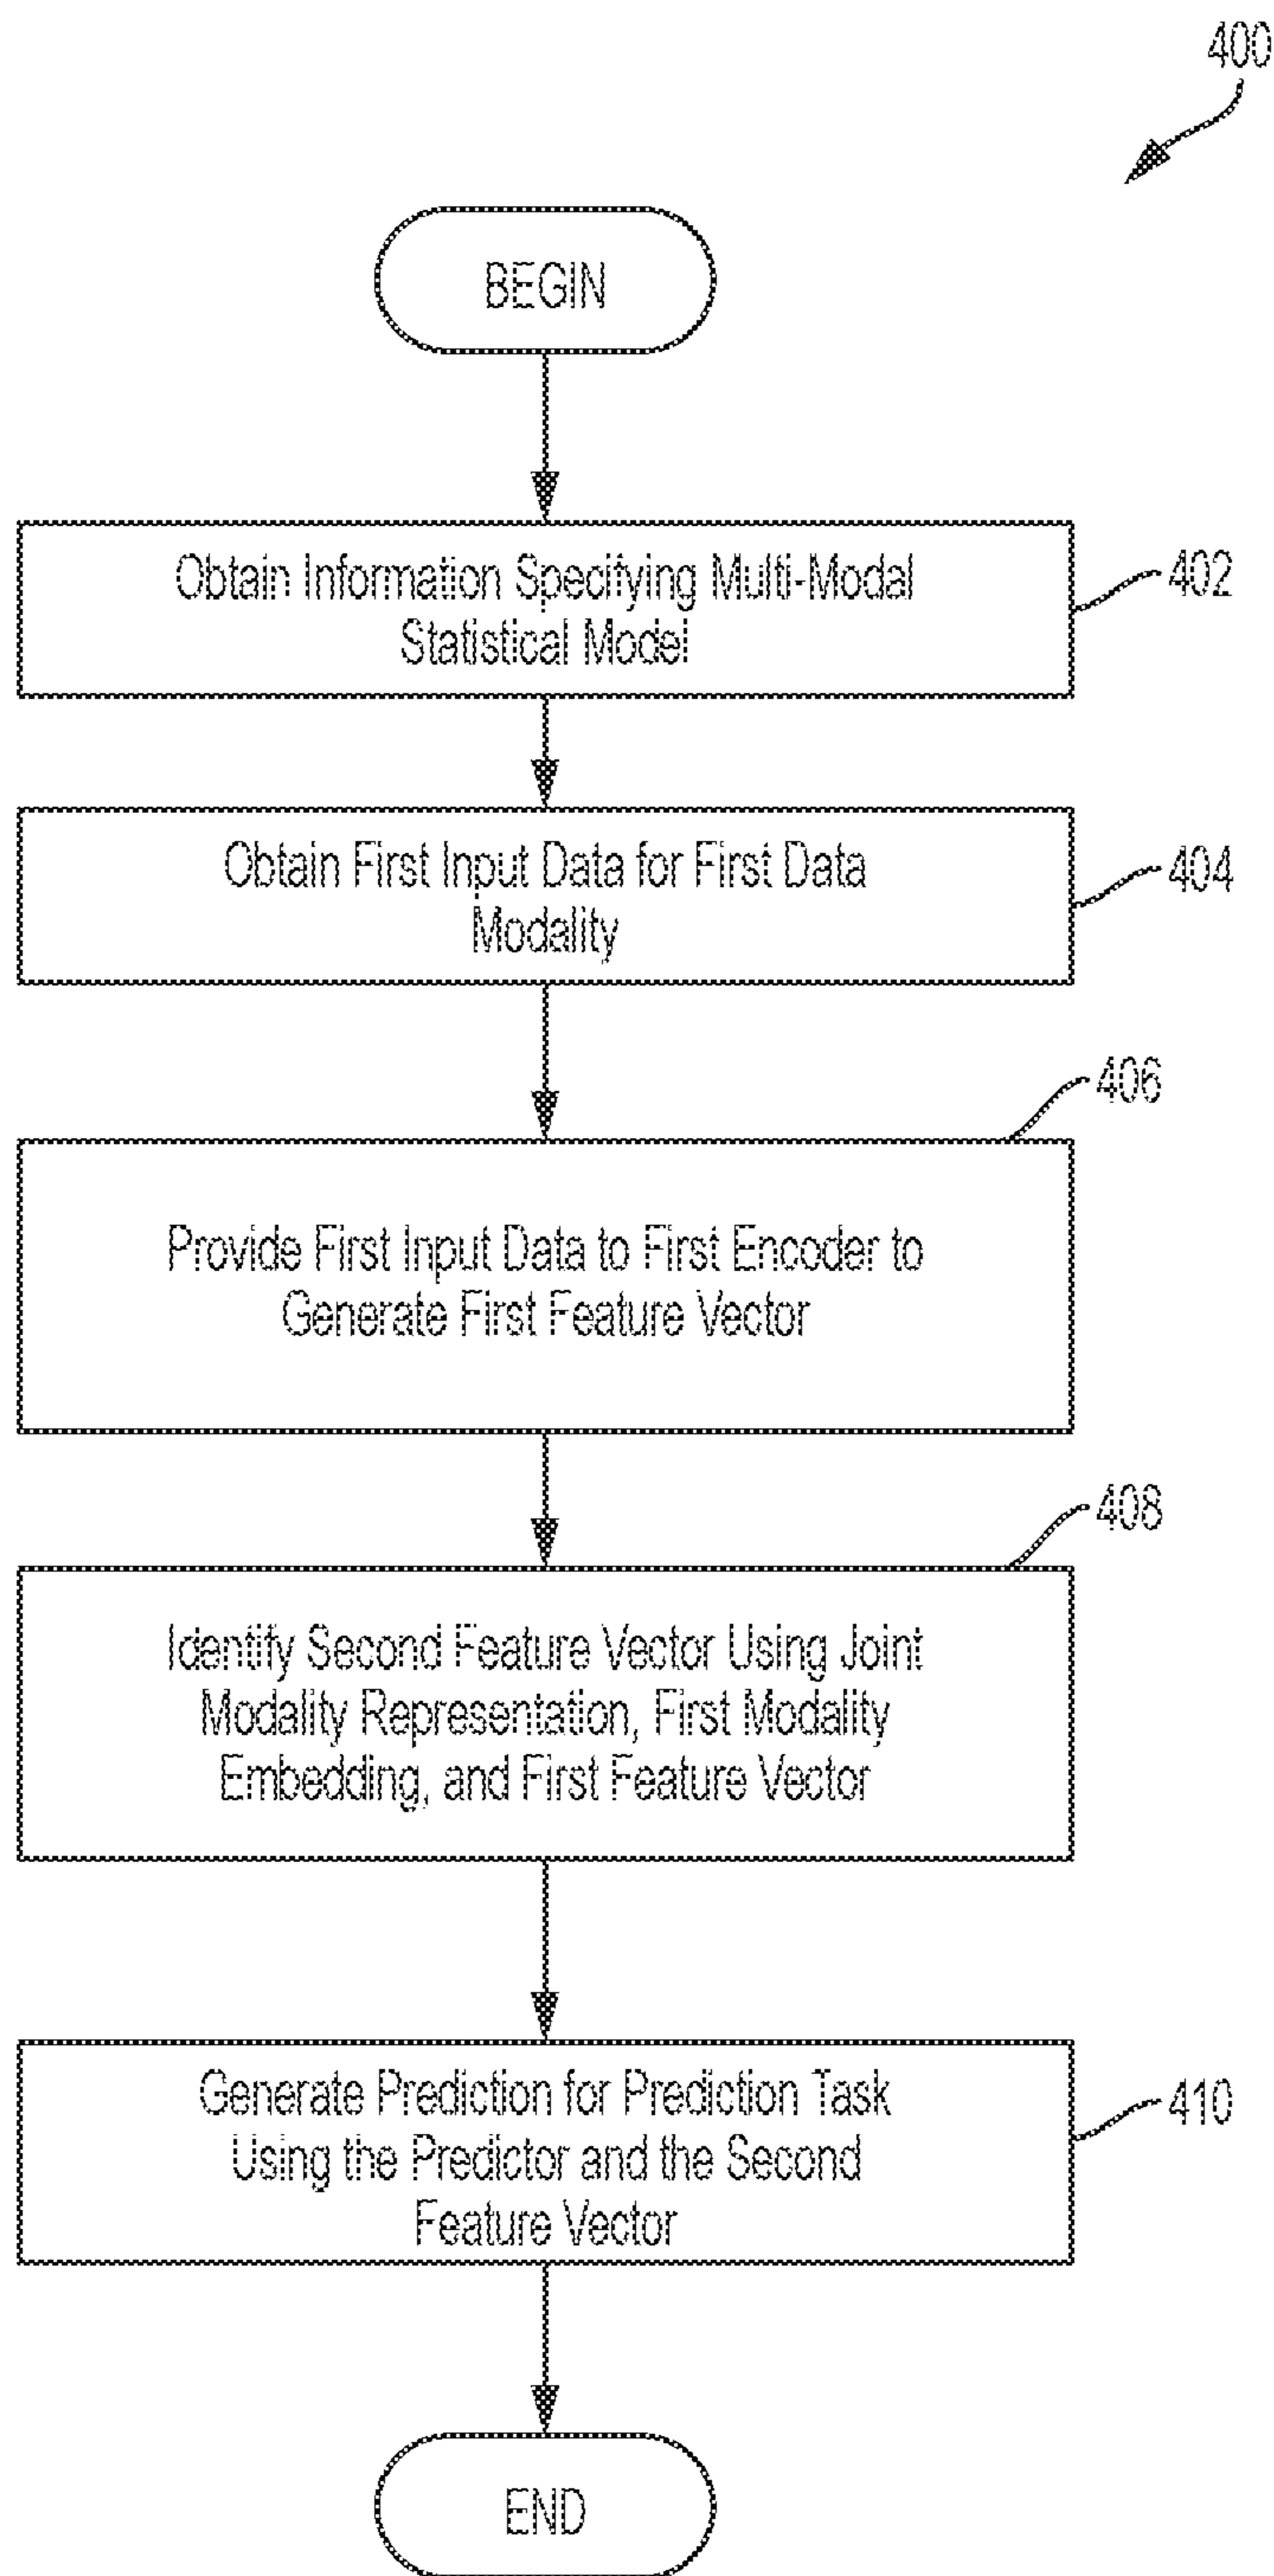 400
BEGIN
Obtain Information Specifying Multi-Modal
Statistical Model
402
Obtain First Input Data for First Data
Modality
404
406
Provide First Input Data to First Encoder to
Generate First Feature Vector
408
Identify Second Feature Vector Using Joint
Modality Representation, First Modality
Embedding, and First Feature Vector
Generate Prediction for Prediction Task
Using the Predictor and the Second
Feature Vector
410
END